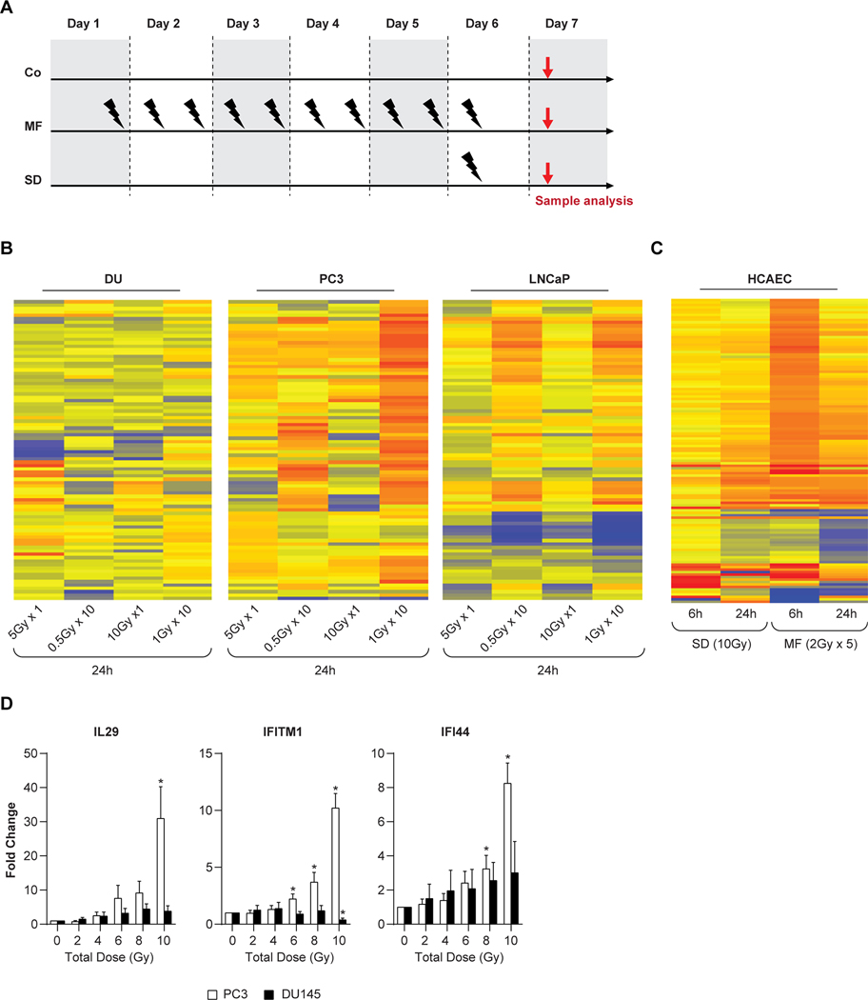 A
Day 1 Day 2 Day 3 Day 4 Day 5 Day 6 Day 7
Co
MF
SD
Sample analysis
B
DU PC3 LNCaP
5Gy x 1 0.5Gy x 10 10Gy x1 1Gy x 10 5Gy x 1 0.5Gy x 10 10Gy x1 1Gy x 10 5Gy x 1 0.5Gy x 10 10Gy x1 1Gy x 10
24h 24h 24h
C
HCAEC
6h 24h 6h 24h
SD (10Gy) MF (2Gy x 5)
D
IL29
Fold Change
50
40
30
20
10
0
* 
0 2 4 6 8 10
Total Dose (Gy)
IFITM1
15
10
5
0
* * * *
0 2 4 6 8 10
Total Dose (Gy)
IFI44
10
8
6
4
2
0
* *
0 2 4 6 8 10
Total Dose (Gy)
PC3 DU145